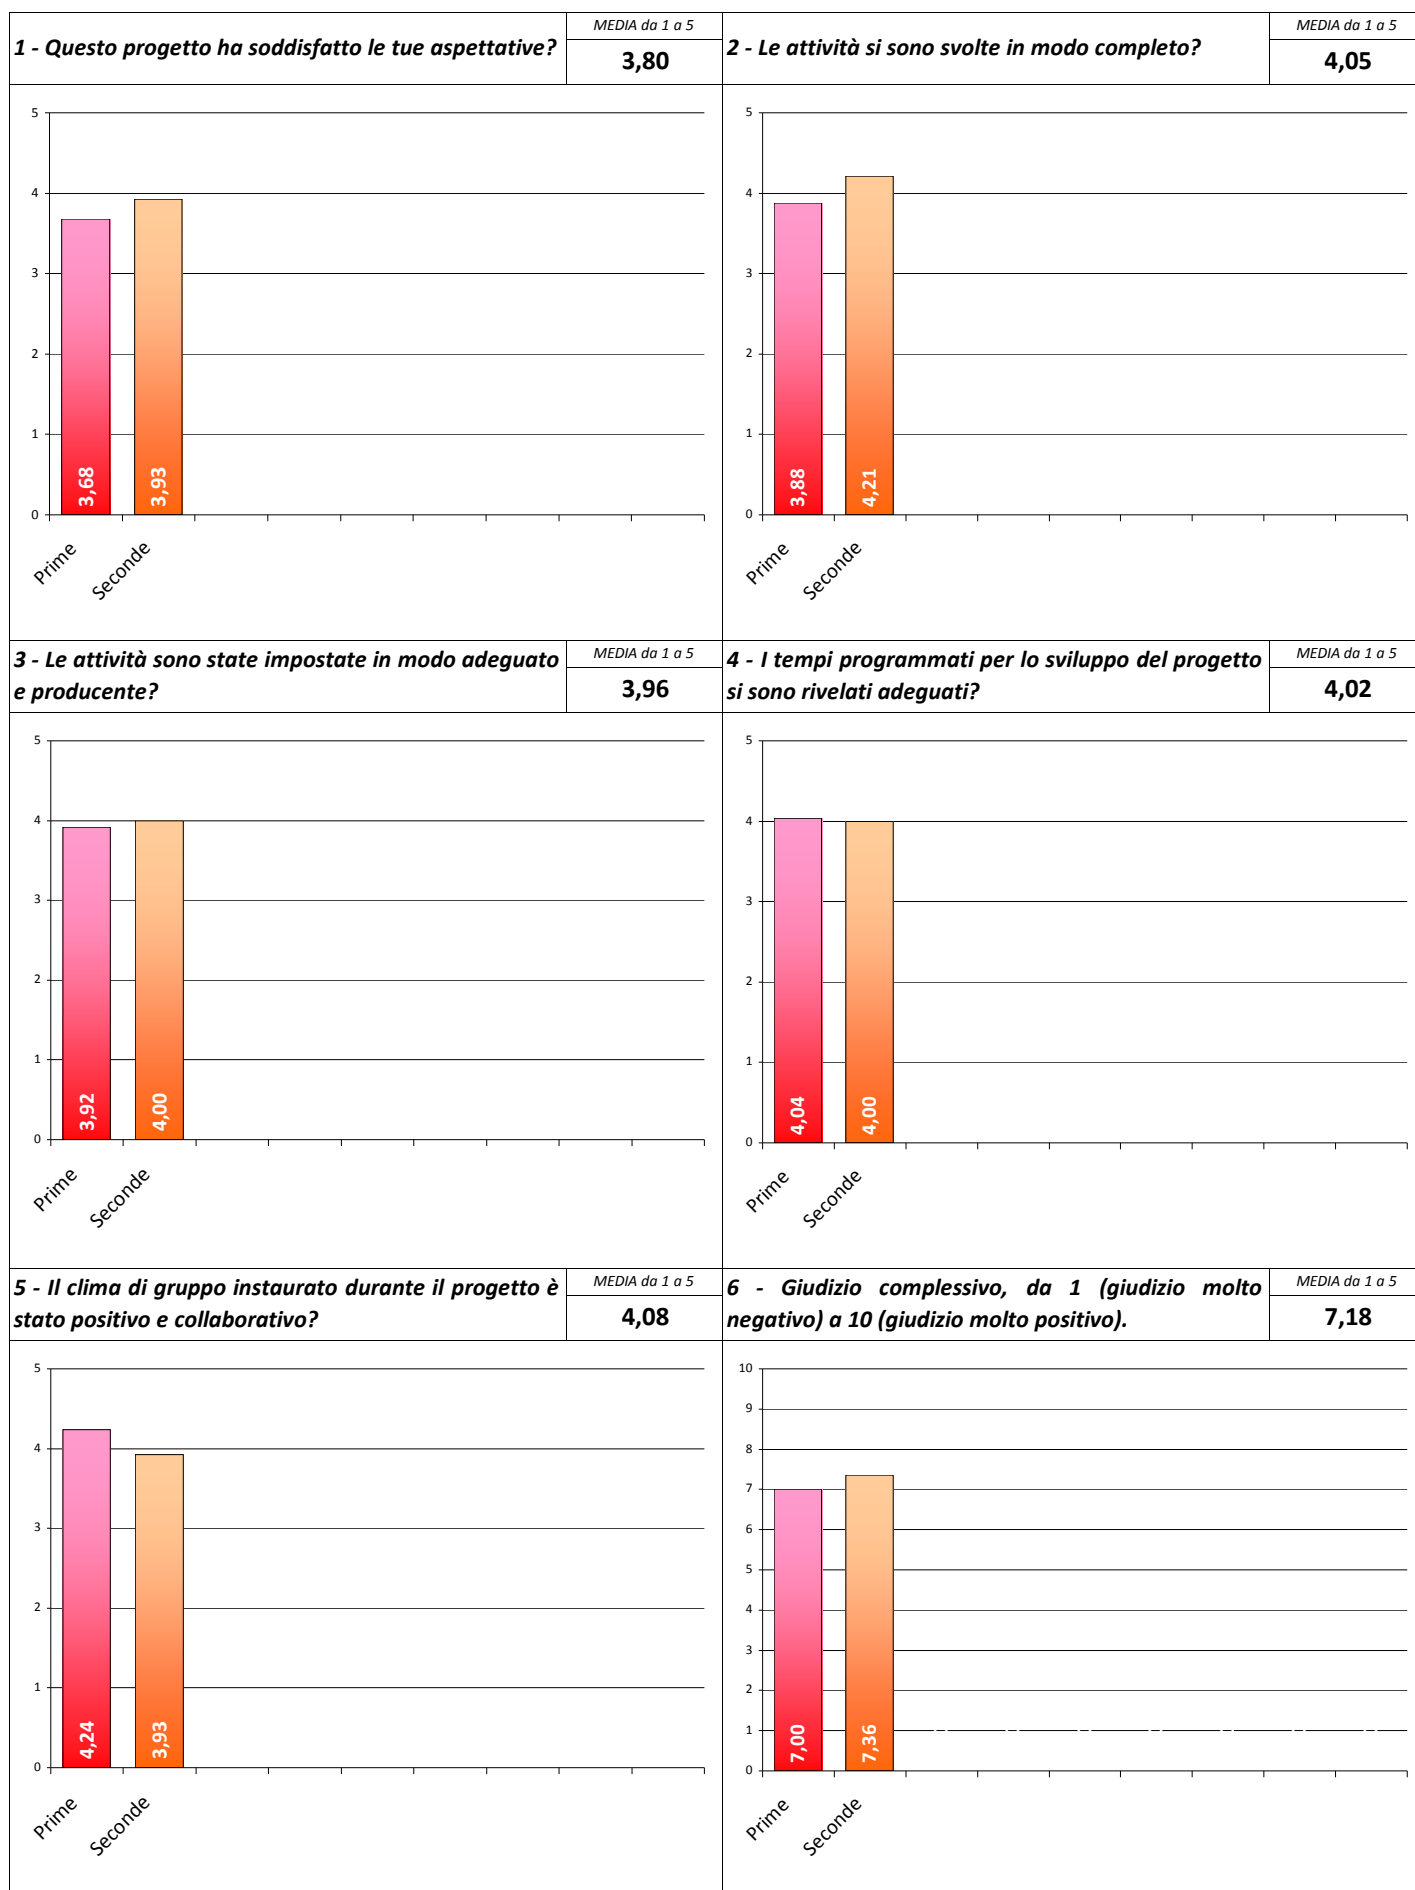 1 - Questo progetto ha soddisfatto le tue aspettative?
MEDIA da 1 a 5
3,80
5
4
3
2
1
0
3,68
3,93
Prime
Seconde
2 - Le attività si sono svolte in modo completo?
MEDIA da 1 a 5
4,05
5
4
3
2
1
0
3,88
4,21
Prime
Seconde
3 - Le attività sono state impostate in modo adeguato
e producente?
MEDIA da 1 a 5
3,96
5
4
3
2
1
0
3,92
4,00
Prime
Seconde
4 - I tempi programmati per lo sviluppo del progetto
si sono rivelati adeguati?
MEDIA da 1 a 5
4,02
5
4
3
2
1
0
4,04
4,00
Prime
Seconde
5 - Il clima di gruppo instaurato durante il progetto è
stato positivo e collaborativo?
MEDIA da 1 a 5
4,08
5
4
3
2
1
0
4,24
3,93
Prime
Seconde
6 - Giudizio complessivo, da 1 (giudizio molto
negativo) a 10 (giudizio molto positivo).
MEDIA da 1 a 5
7,18
10
9
8
7
6
5
4
3
2
1
0
7,00
7,36
Prime
Seconde